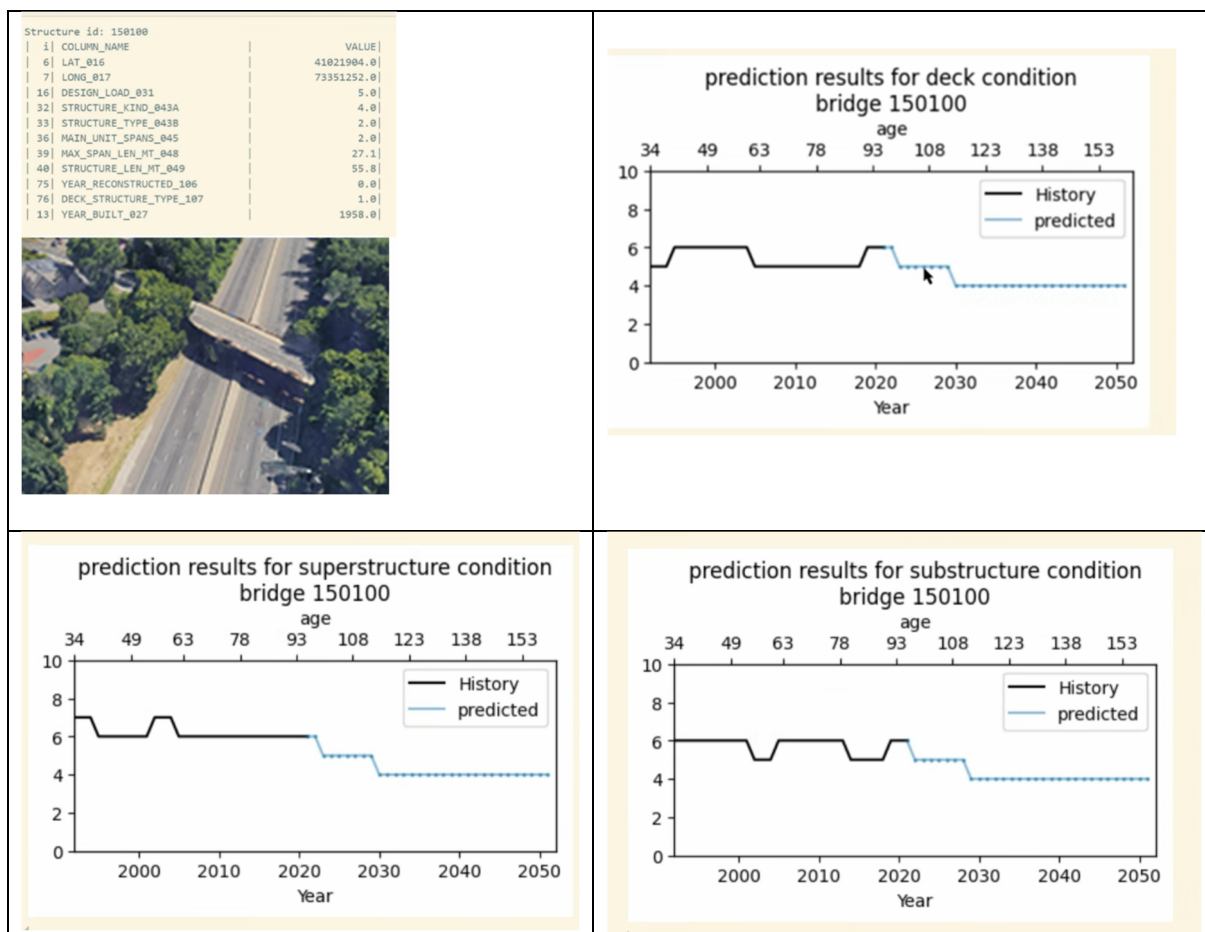 Structure id: 150100
| i| COLUMN_NAME | VALUE|
| 6| LAT_016 | 41021904.0|
| 7| LONG_017 | 73351252.0|
| 16| DESIGN_LOAD_031 | 5.0|
| 32| STRUCTURE_KIND_043A | 4.0|
| 33| STRUCTURE_TYPE_043B | 2.0|
| 36| MAIN_UNIT_SPANS_045 | 2.0|
| 39| MAX_SPAN_LEN_MT_048 | 27.1|
| 40| STRUCTURE_LEN_MT_049 | 55.8|
| 75| YEAR_RECONSTRUCTED_106 | 0.0|
| 76| DECK_STRUCTURE_TYPE_107 | 1.0|
| 13| YEAR_BUILT_027 | 1958.0|
prediction results for deck condition
bridge 150100
age
34 49 63 78 93 108 123 138 153
10
8
6
4
2
0
History
predicted
2000 2010 2020 2030 2040 2050
Year
prediction results for superstructure condition
bridge 150100
age
34 49 63 78 93 108 123 138 153
10
8
6
4
2
0
History
predicted
2000 2010 2020 2030 2040 2050
Year
prediction results for substructure condition
bridge 150100
age
34 49 63 78 93 108 123 138 153
10
8
6
4
2
0
History
predicted
2000 2010 2020 2030 2040 2050
Year